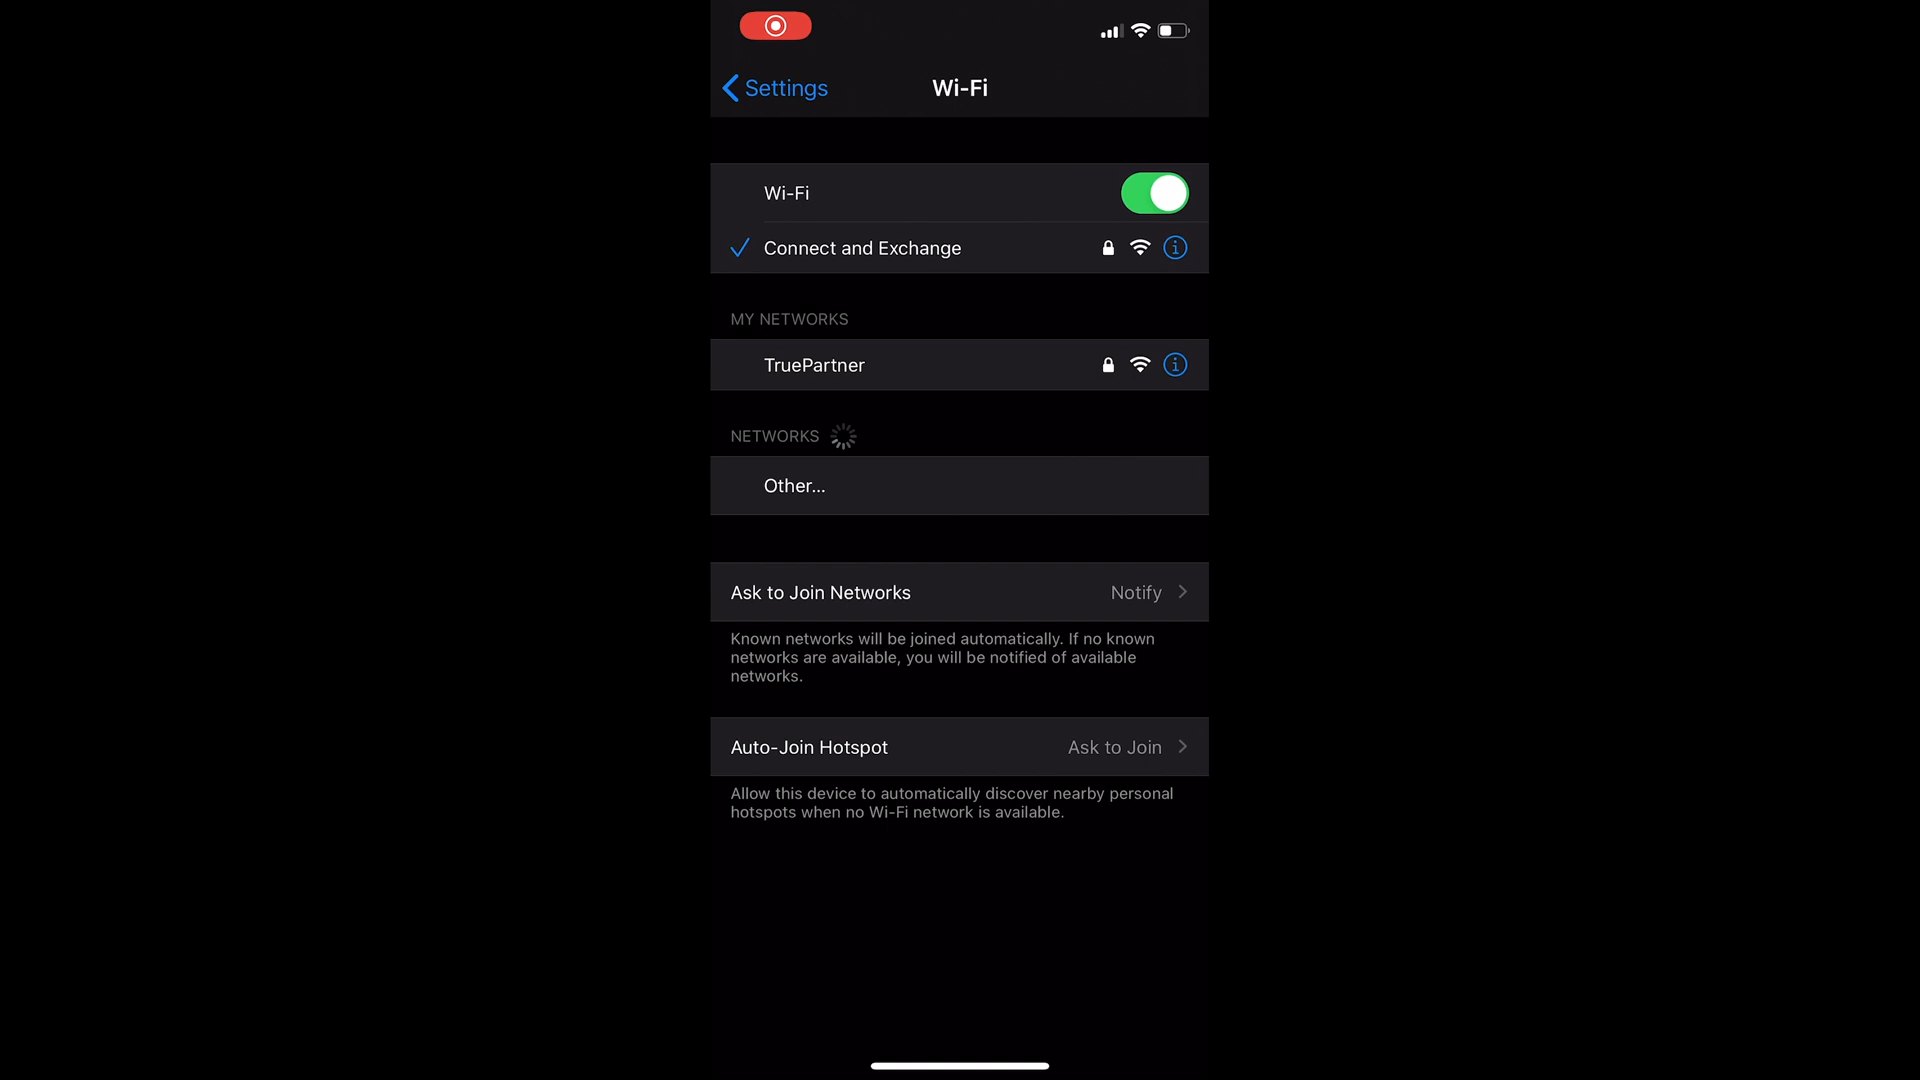 Settings
Wi-Fi
Wi-Fi
Connect and Exchange
MY NETWORKS
TruePartner
NETWORKS
Other...
Ask to Join Networks Notify
Known networks will be joined automatically. If no known
networks are available, you will be notified of available
networks.
Auto-Join Hotspot Ask to Join
Allow this device to automatically discover nearby personal
hotspots when no Wi-Fi network is available.